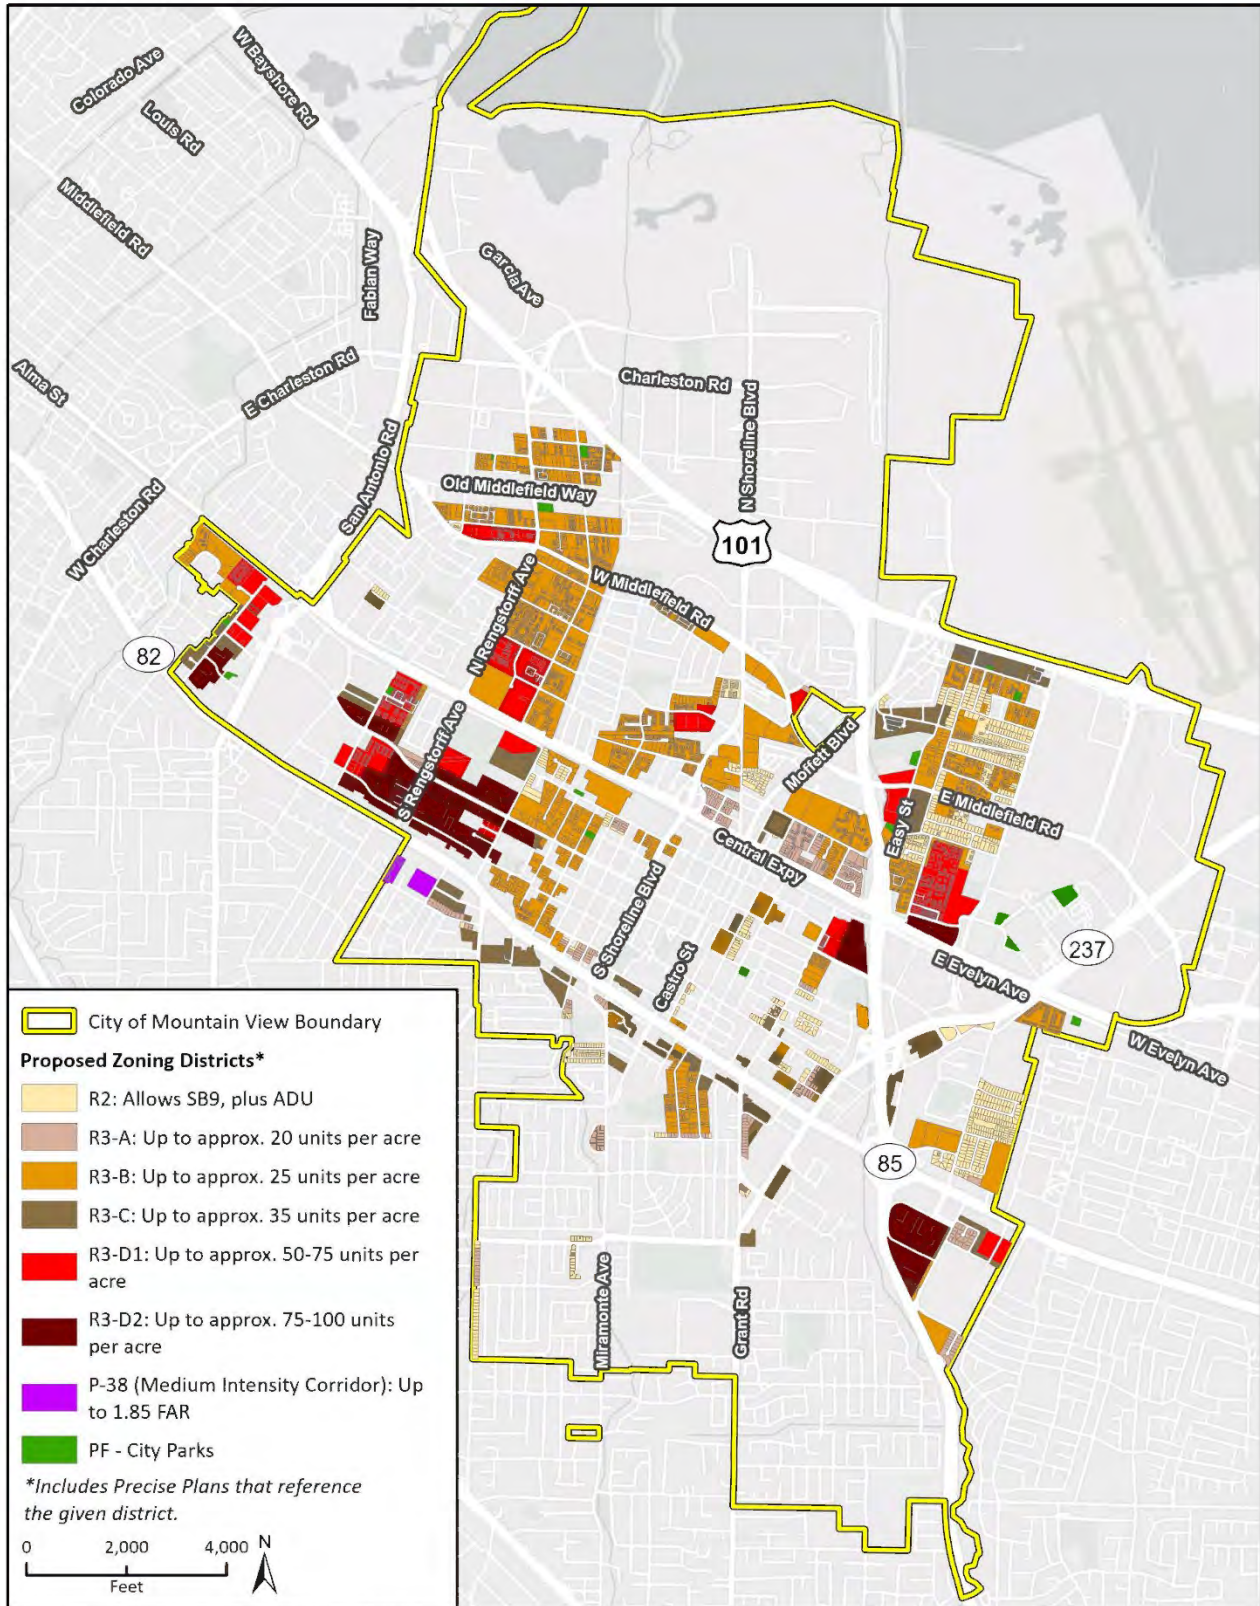 Colorado Ave
W Bayshore Rd
Louis Rd
Middlefield Rd
Fabian Way
Garcia Ave
Alma St
E Charleston Rd
Charleston Rd
N Shoreline Blvd
San Antonio Rd
W Charleston Rd
Old Middlefield Way
101
W Middlefield Rd
N Rengstorff Ave
82
S Rengstorff Ave
Moffett Blvd
Easy St
E Middlefield Rd
Central Expy
S Shoreline Blvd
Castro St
237
E Evelyn Ave
W Evelyn Ave
85
Miramonte Ave
Grant Rd
City of Mountain View Boundary
Proposed Zoning Districts*
R2: Allows SB9, plus ADU
R3-A: Up to approx. 20 units per acre
R3-B: Up to approx. 25 units per acre
R3-C: Up to approx. 35 units per acre
R3-D1: Up to approx. 50-75 units per
acre
R3-D2: Up to approx. 75-100 units
per acre
P-38 (Medium Intensity Corridor): Up
to 1.85 FAR
PF - City Parks
*Includes Precise Plans that reference
the given district.
0 2,000 4,000 N
Feet